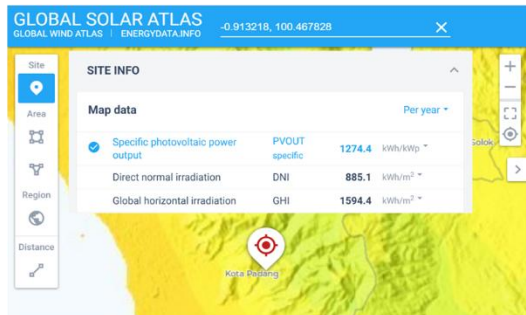 GLOBAL SOLAR ATLAS
GLOBAL WIND ATLAS | ENERGYDATA.INFO
-0.913218, 100.467828
Site
SITE INFO
Area
Map data Per year
Specific photovoltaic power output PVOUT specific 1274.4 kWh/kWp
Direct normal irradiation DNI 885.1 kWh/m²
Region
Global horizontal irradiation GHI 1594.4 kWh/m²
Solok
Distance
Kota Padang